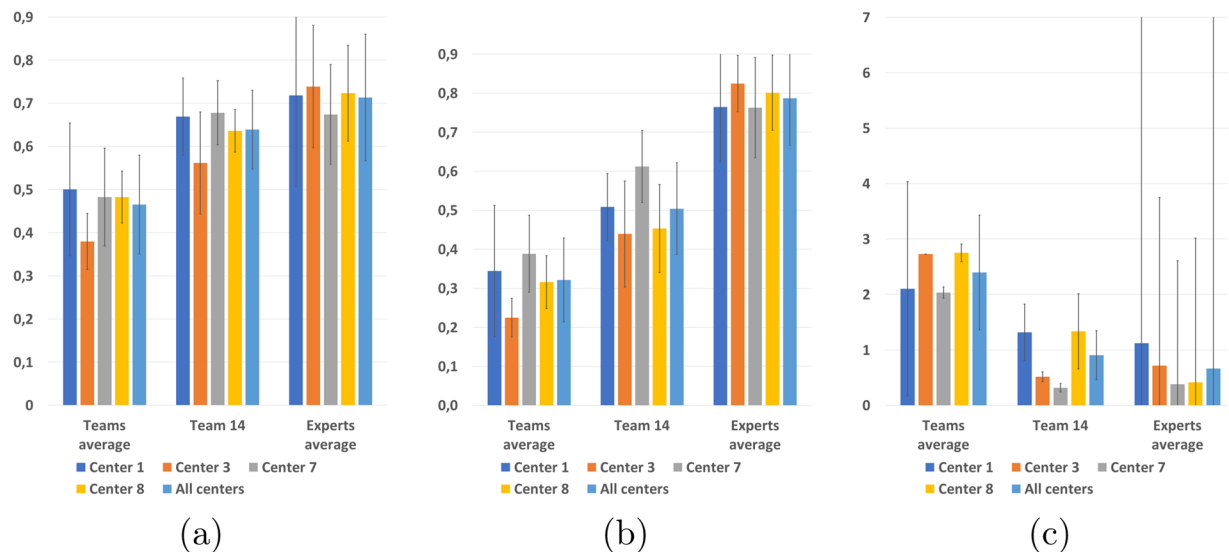 0,9
0,8
0,7
0,6
0,5
0,4
0,3
0,2
0,1
0
Teams average
Team 14
Experts average
Center 1 Center 3 Center 7
Center 8 All centers
(a)
0,9
0,8
0,7
0,6
0,5
0,4
0,3
0,2
0,1
0,0
Teams average
Team 14
Experts average
Center 1 Center 3 Center 7
Center 8 All centers
(b)
7
6
5
4
3
2
1
0
Teams average
Team 14
Experts average
Center 1 Center 3 Center 7
Center 8 All centers
(c)